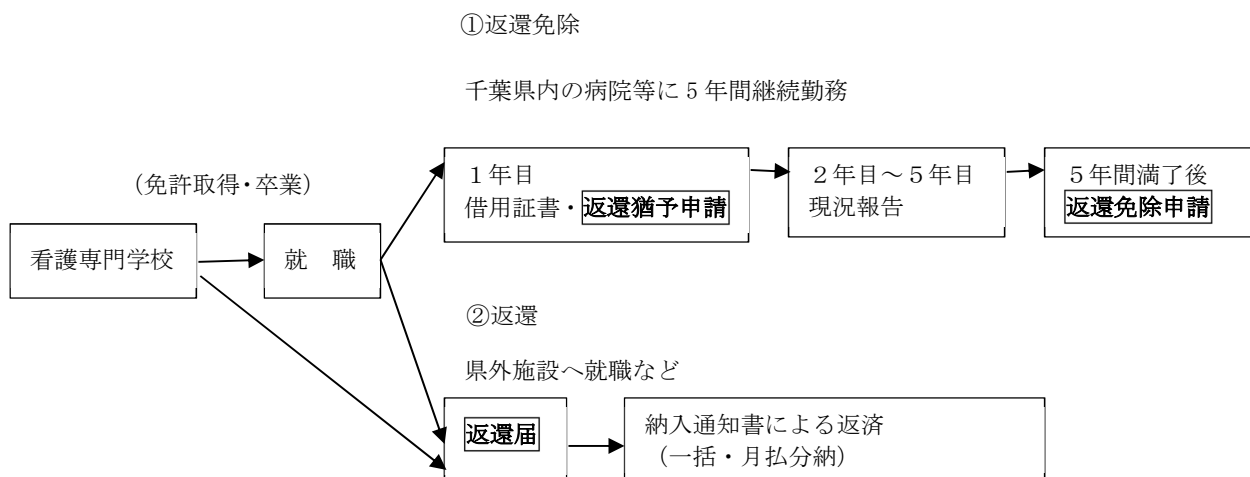 ①返還免除
千葉県内の病院等に5年間継続勤務
(免許取得・卒業)
看護専門学校
就　職
1年目
借用証書・返還猶予申請
2年目～5年目
現況報告
5年間満了後
返還免除申請
②返還
県外施設へ就職など
返還届
納入通知書による返済
（一括・月払分納）